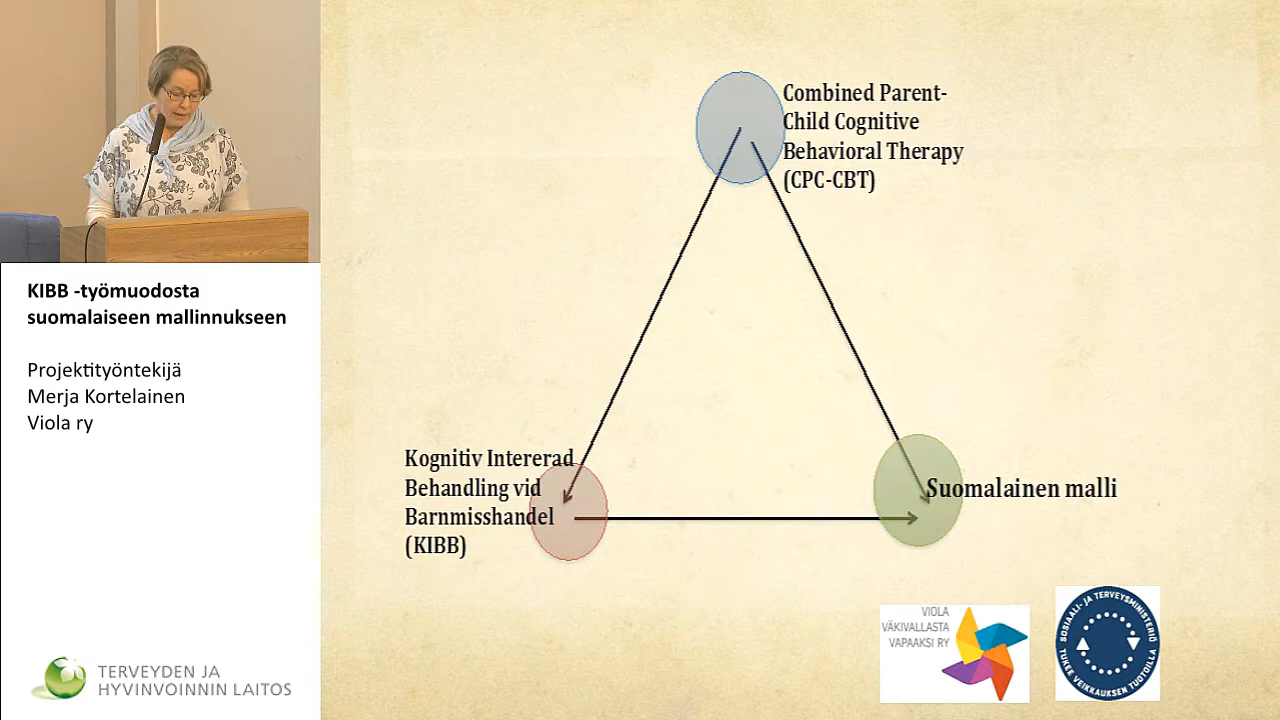 KIBB -työmuodosta
suomalaiseen mallinnukseen
Projektityöntekijä
Merja Kortelainen
Viola ry
TERVEYDEN JA
HYVINVOINNIN LAITOS
Combined Parent-
Child Cognitive
Behavioral Therapy
(CPC-CBT)
Kognitiv Intererad
Behandling vid
Barnmisshandel
(KIBB)
Suomalainen malli
VIOLA
VÄKIVALLASTA
VAPAAKSI RY
SOSIAALI- JA TERVEYSMINISTERIÖ
TUKEE VEIKKAUKSEN TUOTOILLA